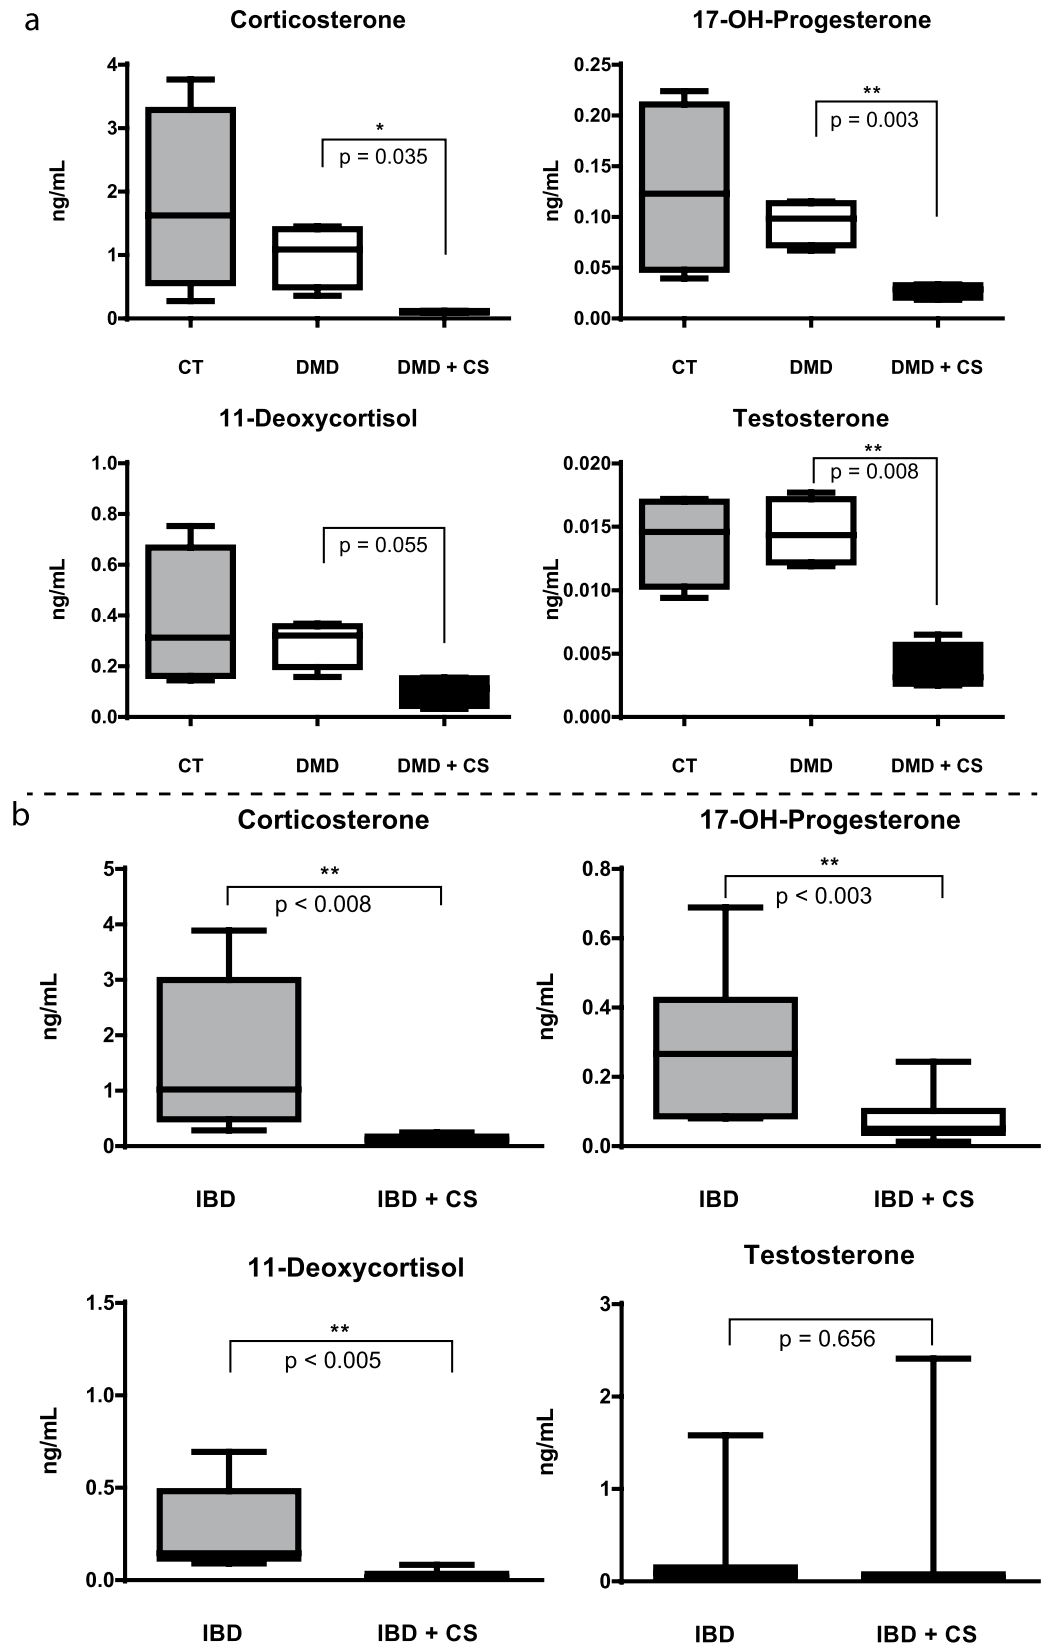 a
Corticosterone
17-OH-Progesterone
4
3
2
1
0
ng/mL
*
p = 0.035
CT
DMD
DMD + CS
0.25
0.20
0.15
0.10
0.05
0.00
ng/mL
**
p = 0.003
CT
DMD
DMD + CS
11-Deoxycortisol
Testosterone
1.0
0.8
0.6
0.4
0.2
0.0
ng/mL
p = 0.055
CT
DMD
DMD + CS
0.020
0.015
0.010
0.005
0.000
ng/mL
**
p = 0.008
CT
DMD
DMD + CS
b
Corticosterone
17-OH-Progesterone
5
4
3
2
1
0
ng/mL
**
p < 0.008
IBD
IBD + CS
0.8
0.6
0.4
0.2
0.0
ng/mL
**
p < 0.003
IBD
IBD + CS
11-Deoxycortisol
Testosterone
1.5
1.0
0.5
0.0
ng/mL
**
p < 0.005
IBD
IBD + CS
3
2
1
0
ng/mL
p = 0.656
IBD
IBD + CS